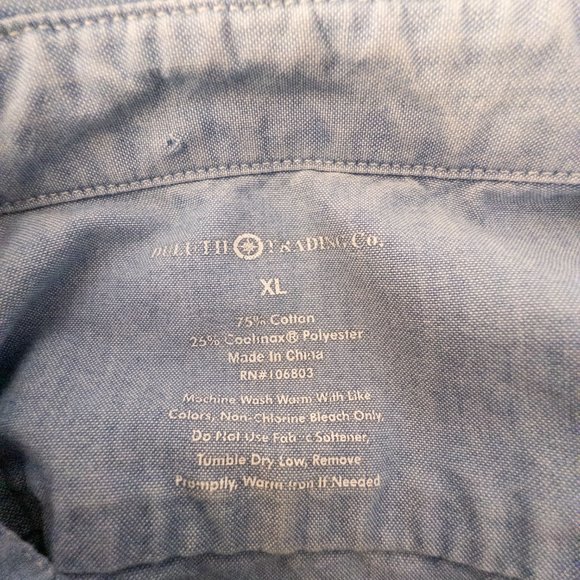 DULUTH TRADING CO.
XL
75% Cotton
25% Coolmax® Polyester
Made In China
RN#106803
Machine Wash Warm With Like
Colors, Non-Chlorine Bleach Only,
Do Not Use Fabric Softener,
Tumble Dry Low, Remove
Promptly, Warm Iron If Needed